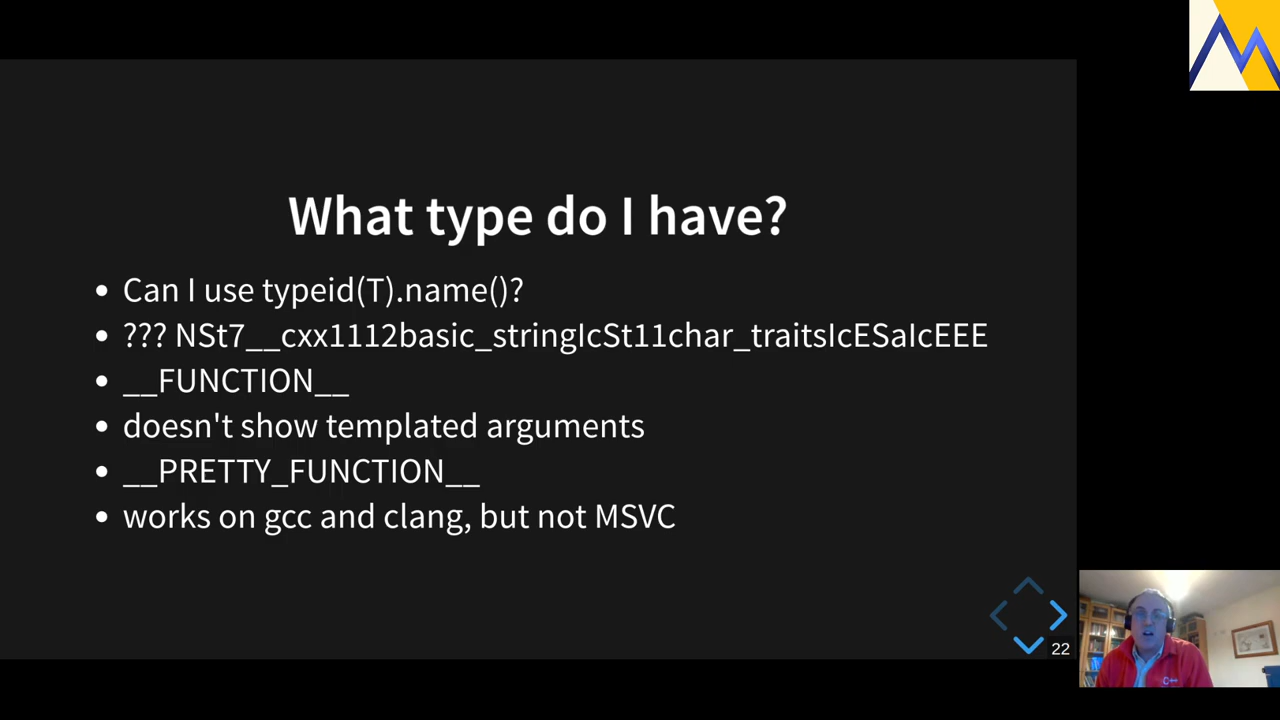 What type do I have?
Can I use typeid(T).name()?
??? NSt7__cxx1112basic_stringIcSt11char_traitsIcESaIcEEE
__FUNCTION__
doesn't show templated arguments
__PRETTY_FUNCTION__
works on gcc and clang, but not MSVC
22
C++